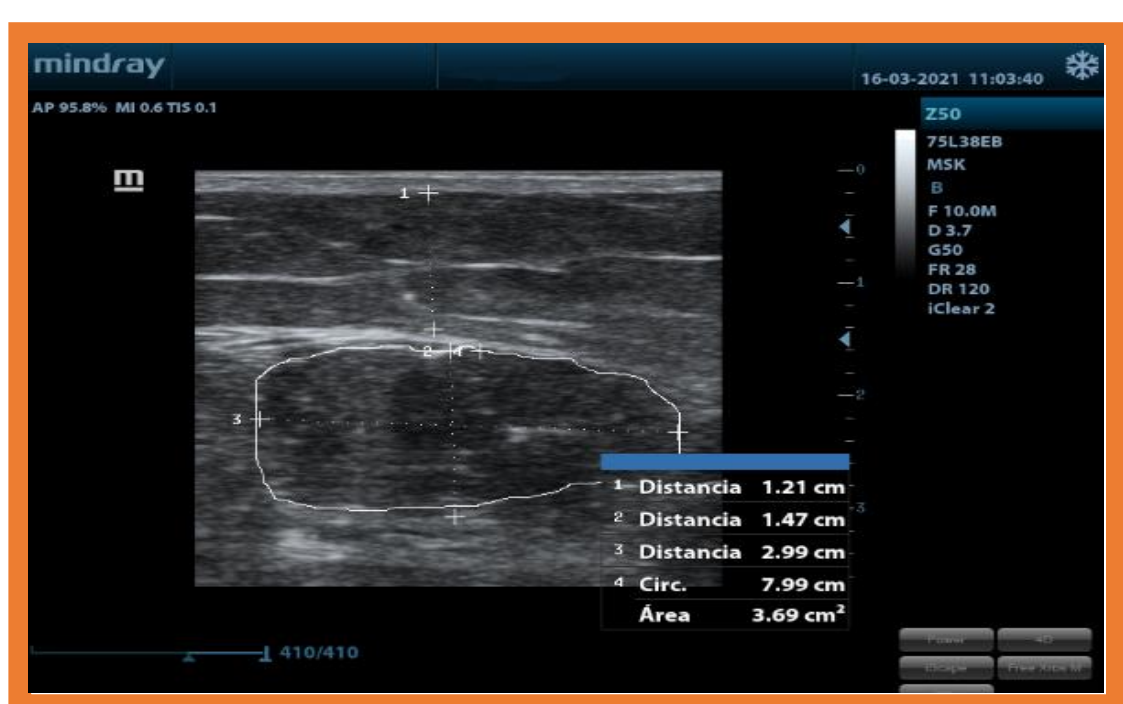 mindray
16-03-2021 11:03:40
AP 95.8% MI 0.6 TIS 0.1
Z50
75L38EB
MSK
B
F 10.0M
D 3.7
G50
FR 28
DR 120
iClear 2
m
0
1
2
3
1
2 4
3
1 Distancia 1.21 cm
2 Distancia 1.47 cm
3 Distancia 2.99 cm
4 Circ. 7.99 cm
Área 3.69 cm²
410/410
4D
Escape